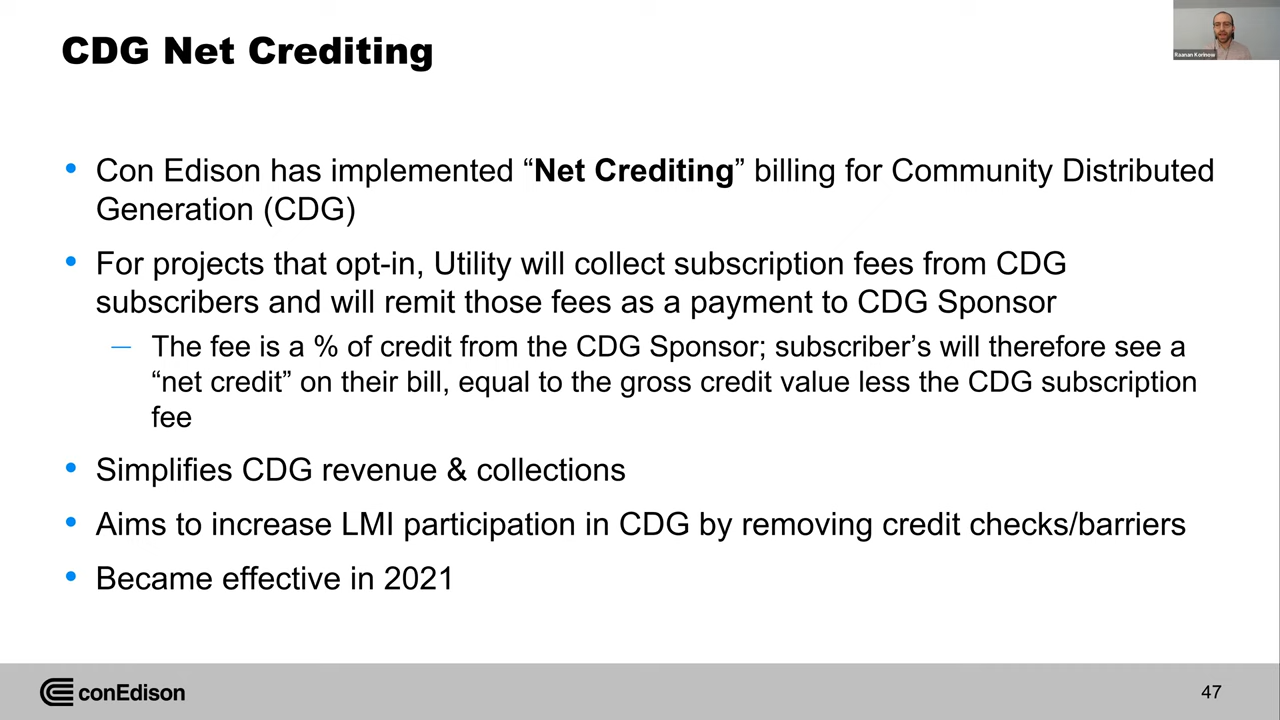 CDG Net Crediting
Raanan Korinow
• Con Edison has implemented “Net Crediting” billing for Community Distributed
Generation (CDG)
• For projects that opt-in, Utility will collect subscription fees from CDG
subscribers and will remit those fees as a payment to CDG Sponsor
— The fee is a % of credit from the CDG Sponsor; subscriber’s will therefore see a
“net credit” on their bill, equal to the gross credit value less the CDG subscription
fee
• Simplifies CDG revenue & collections
• Aims to increase LMI participation in CDG by removing credit checks/barriers
• Became effective in 2021
conEdison
47